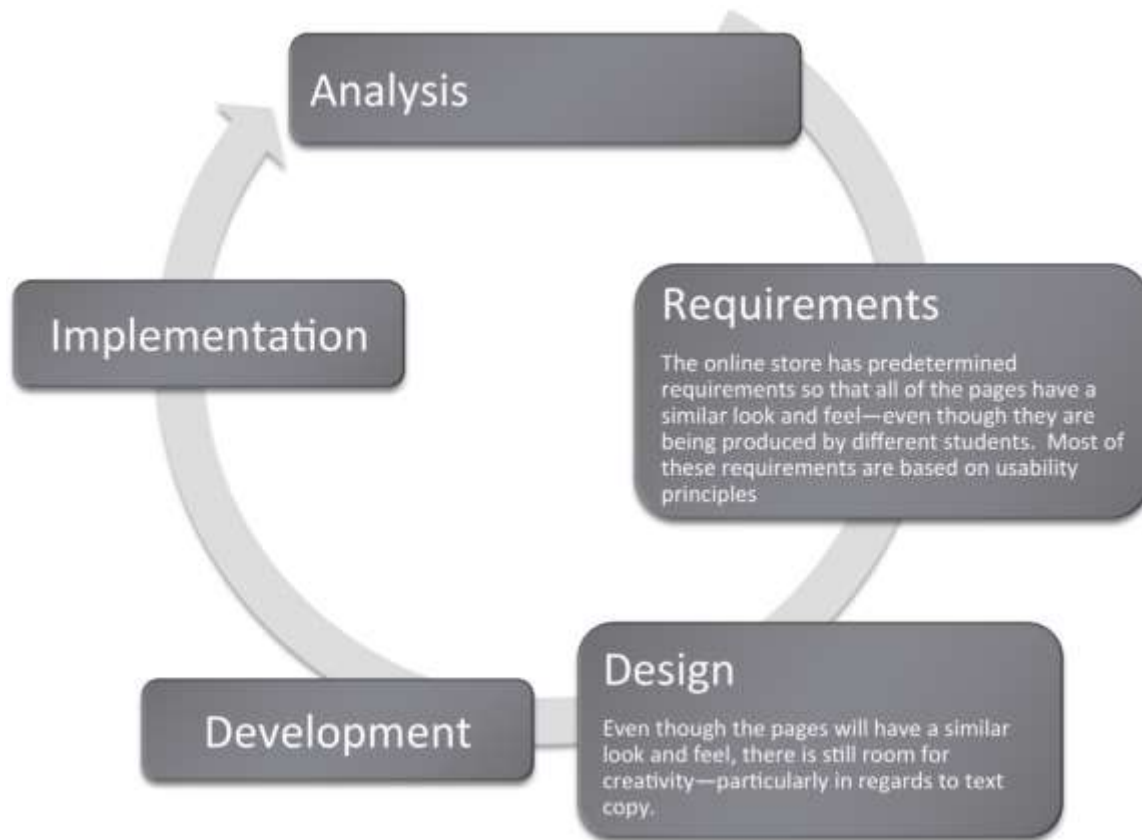 Analysis
Requirements
The online store has predetermined
requirements so that all of the pages have a
similar look and feel—even though they are
being produced by different students.  Most of
these requirements are based on usability
principles
Design
Even though the pages will have a similar
look and feel, there is still room for
creativity—particularly in regards to text
copy.
Development
Implementation